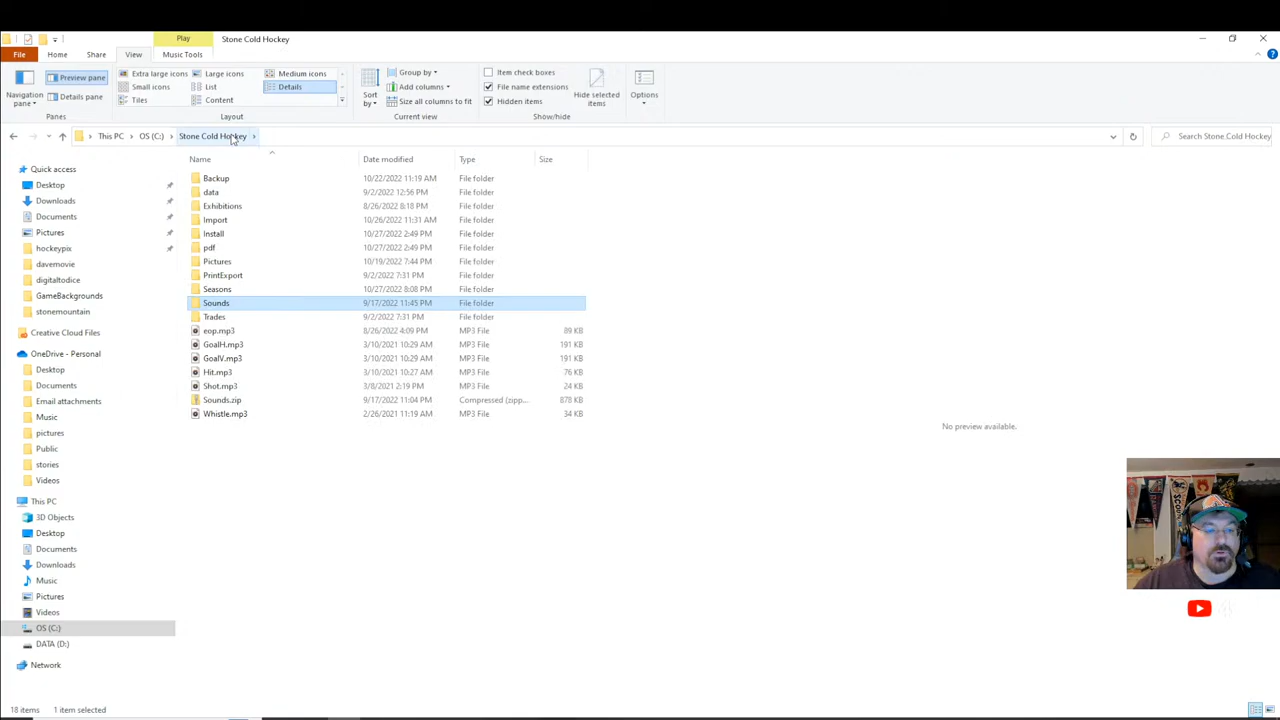 Play
Stone Cold Hockey
File Home Share View Music Tools
Navigation pane
Preview pane
Details pane
Panes
Extra large icons Large icons Medium icons
Small icons List Details
Tiles Content
Layout
Sort by
Group by
Add columns
Size all columns to fit
Current view
Item check boxes
File name extensions
Hidden items
Hide selected items
Show/hide
Options
This PC > OS (C:) > Stone Cold Hockey >
Search Stone Cold Hockey
Name Date modified Type Size
Quick access
Desktop
Downloads
Documents
Pictures
hockeypix
davemovie
digitaltodice
GameBackgrounds
stonemountain
Creative Cloud Files
OneDrive - Personal
Desktop
Documents
Email attachments
Music
pictures
Public
stories
Videos
This PC
3D Objects
Desktop
Documents
Downloads
Music
Pictures
Videos
OS (C:)
DATA (D:)
Network
Backup 10/22/2022 11:19 AM File folder
data 9/2/2022 12:56 PM File folder
Exhibitions 8/26/2022 8:18 PM File folder
Import 10/26/2022 11:31 AM File folder
Install 10/27/2022 2:49 PM File folder
pdf 10/27/2022 2:49 PM File folder
Pictures 10/19/2022 7:44 PM File folder
PrintExport 9/2/2022 7:31 PM File folder
Seasons 10/27/2022 8:08 PM File folder
Sounds 9/17/2022 11:45 PM File folder
Trades 9/2/2022 7:31 PM File folder
eop.mp3 8/26/2022 4:09 PM MP3 File 89 KB
GoalH.mp3 3/10/2021 10:29 AM MP3 File 191 KB
GoalV.mp3 3/10/2021 10:29 AM MP3 File 191 KB
Hit.mp3 3/10/2021 10:27 AM MP3 File 76 KB
Shot.mp3 3/8/2021 2:19 PM MP3 File 24 KB
Sounds.zip 9/17/2022 11:04 PM Compressed (zipp... 878 KB
Whistle.mp3 2/26/2021 11:19 AM MP3 File 34 KB
No preview available.
18 items 1 item selected